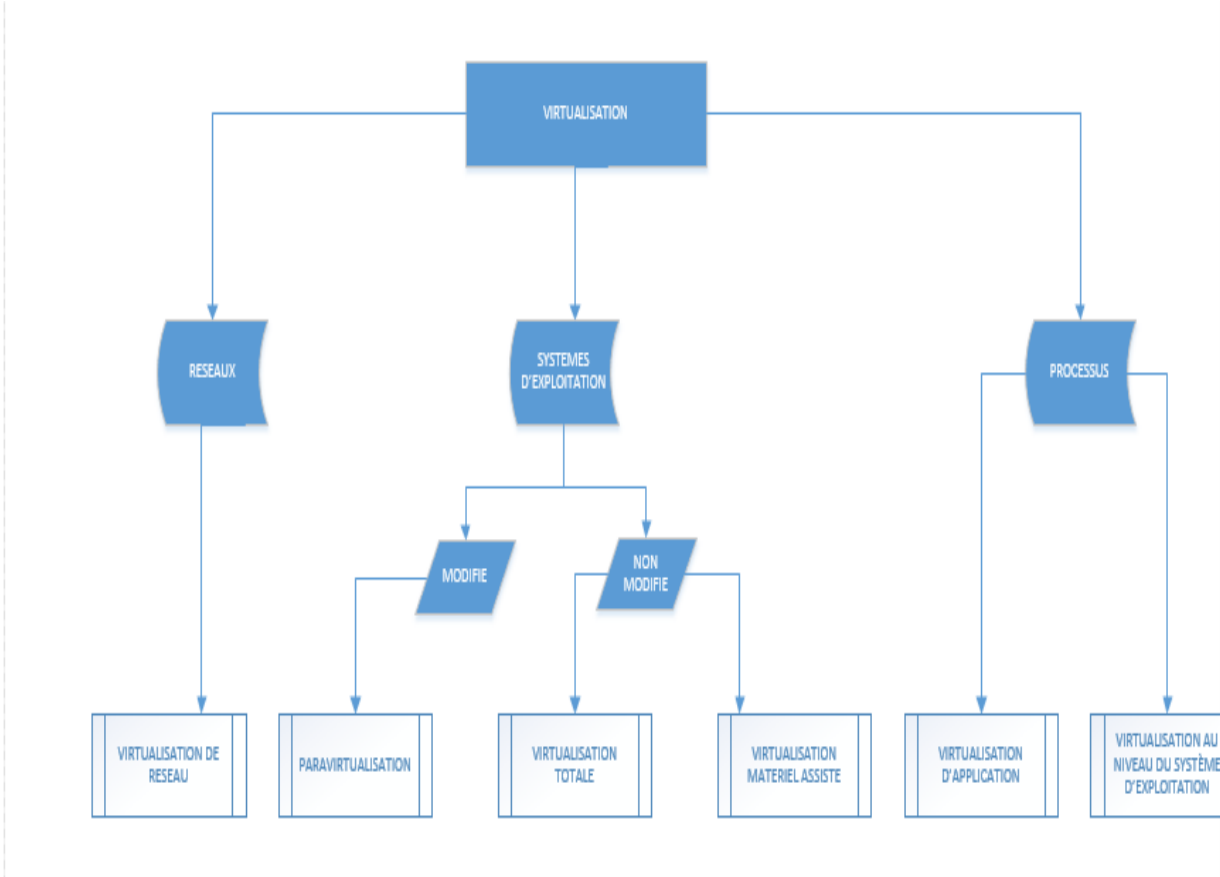 VIRTUALISATION
RESEAUX
SYSTEMES
D'EXPLOITATION
PROCESSUS
MODIFIE
NON
MODIFIE
VIRTUALISATION DE
RESEAU
PARAVIRTUALISATION
VIRTUALISATION
TOTALE
VIRTUALISATION
MATERIEL ASSISTE
VIRTUALISATION
D'APPLICATION
VIRTUALISATION AU
NIVEAU DU SYSTÈME
D'EXPLOITATION